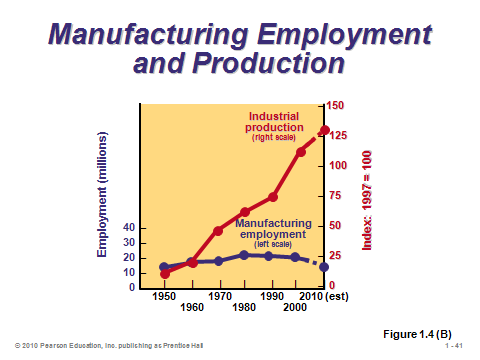 Manufacturing Employment
and Production
150
125
100
75
50
25
0
Index: 1997 = 100
Industrial
production
(right scale)
Manufacturing
employment
(left scale)
Employment (millions)
40
30
20
10
0
1950 1970 1990 2010 (est)
1960 1980 2000
Figure 1.4 (B)
© 2010 Pearson Education, Inc. publishing as Prentice Hall
1 - 41